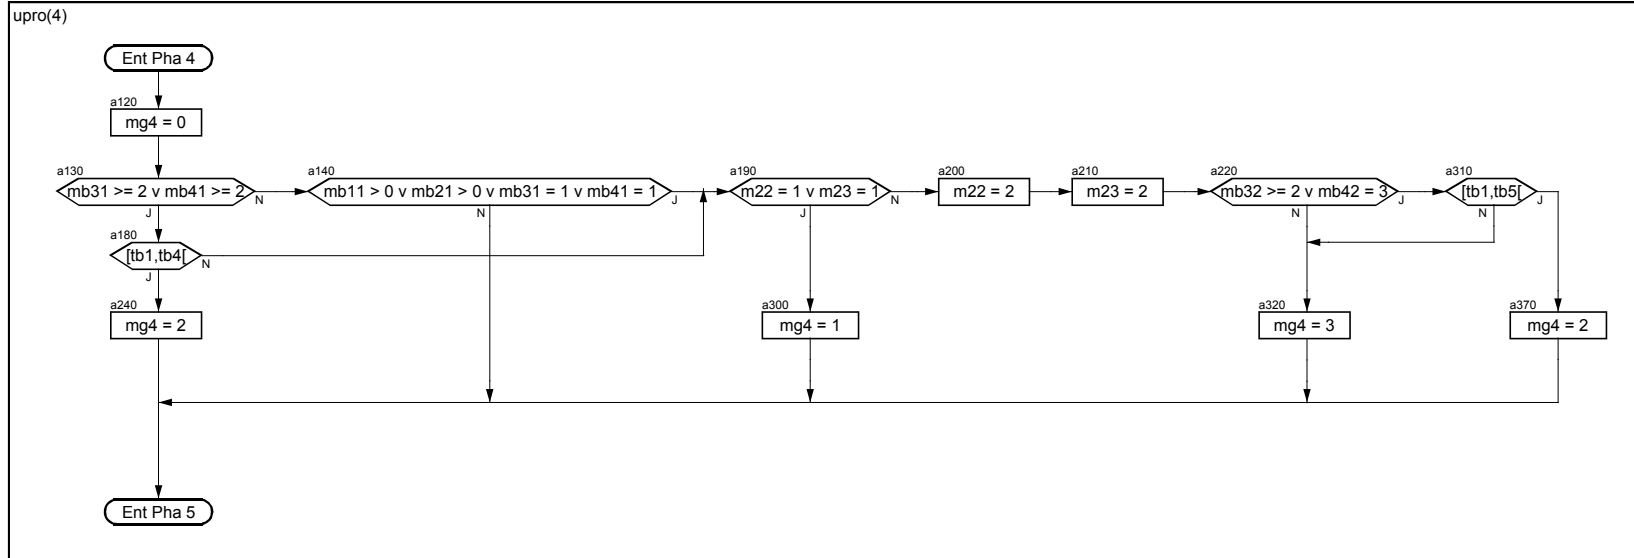 upro(4)
Ent Pha 4
a120
mg4 = 0
a130
mb31 >= 2 v mb41 >= 2
N
J
a140
mb11 > 0 v mb21 > 0 v mb31 = 1 v mb41 = 1
J
N
a190
m22 = 1 v m23 = 1
N
J
a200
m22 = 2
a210
m23 = 2
a220
mb32 >= 2 v mb42 = 3
J
N
a310
[tb1,tb5[
J
N
a180
[tb1,tb4[
N
J
a240
mg4 = 2
a300
mg4 = 1
a320
mg4 = 3
a370
mg4 = 2
Ent Pha 5